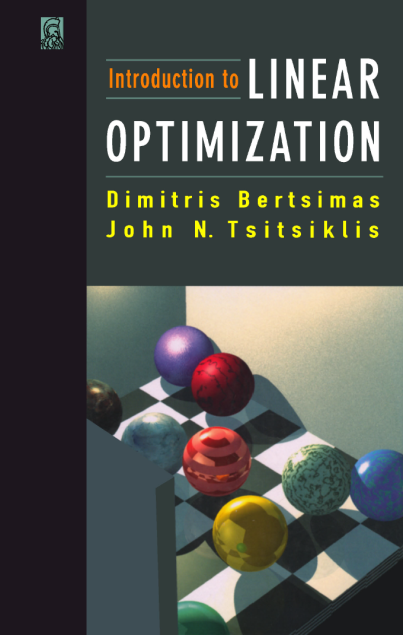 Introduction to LINEAR
OPTIMIZATION
Dimitris Bertsimas
John N. Tsitsiklis